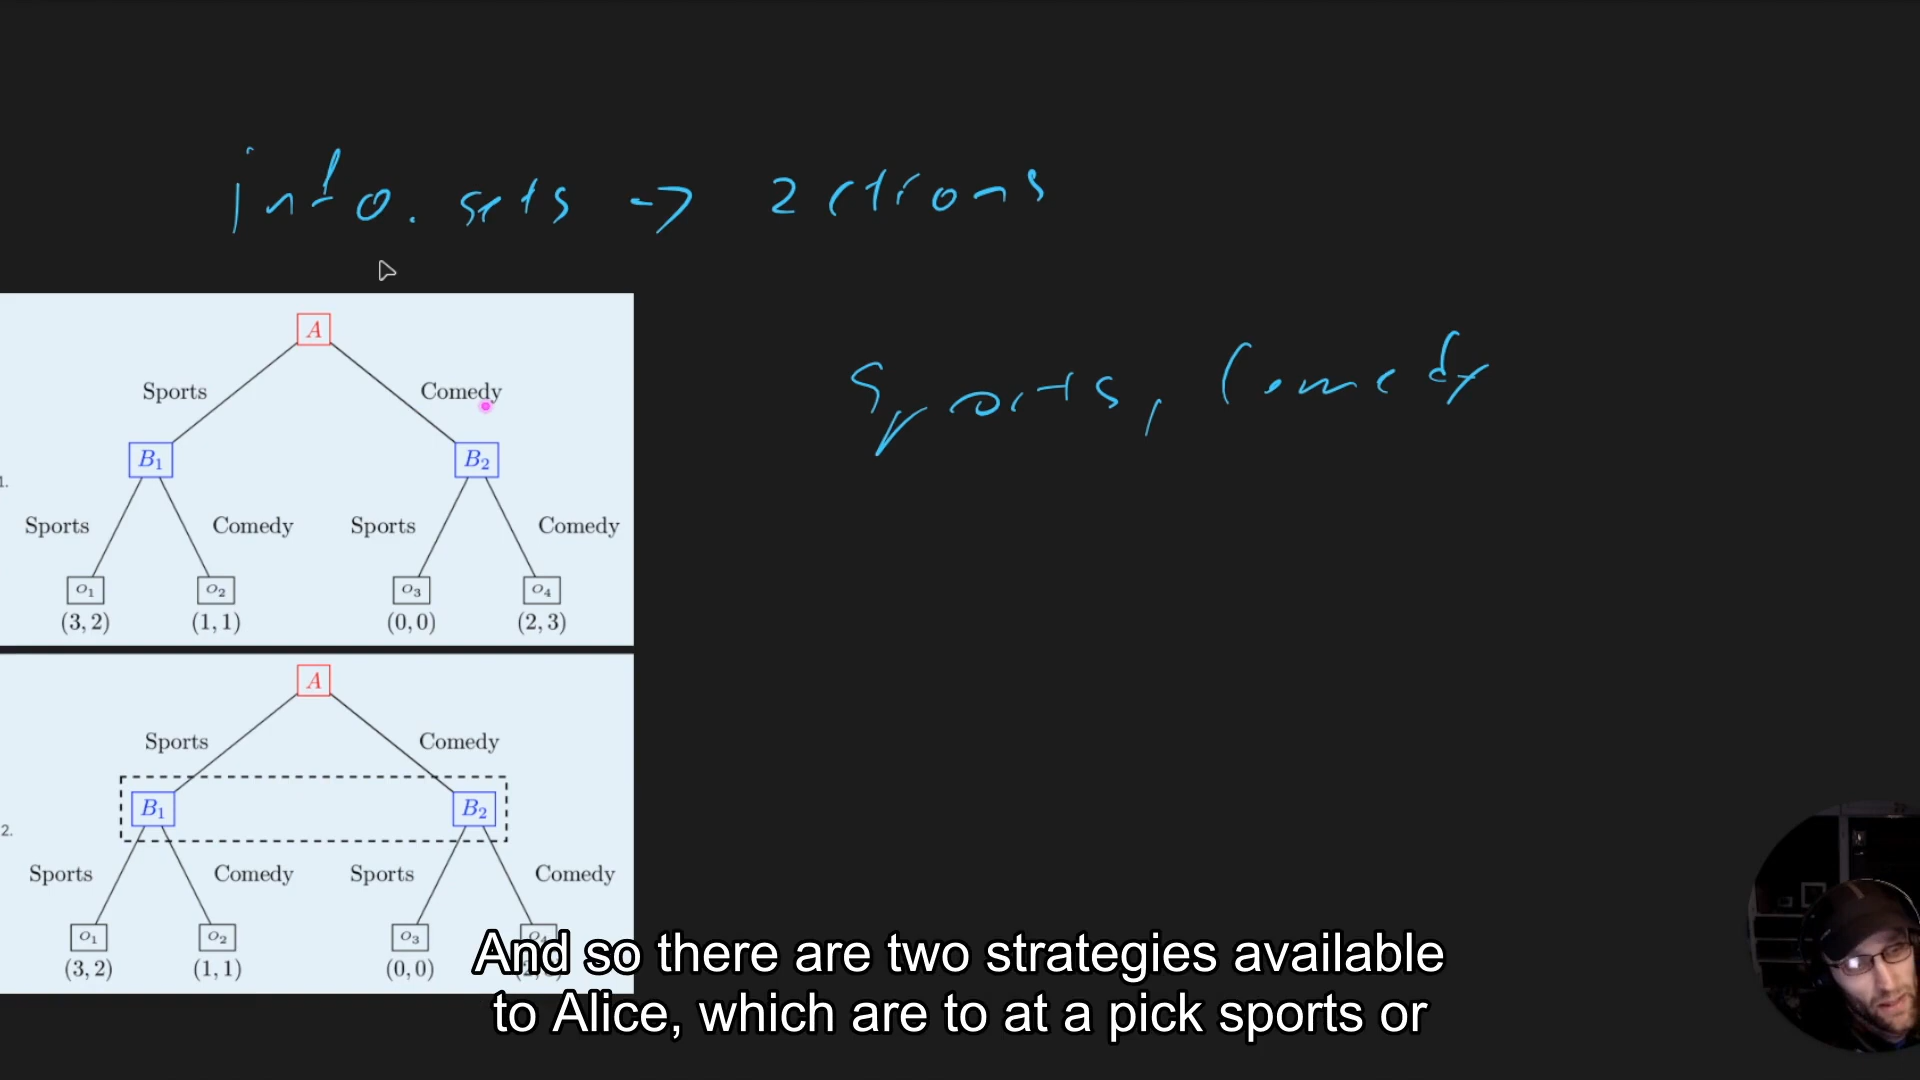 info. sets -> actions
Sports, Comedy
A
Sports Comedy
B1 B2
1.
Sports Comedy Sports Comedy
o1 o2 o3 o4
(3, 2) (1, 1) (0, 0) (2, 3)
A
Sports Comedy
B1 B2
2.
Sports Comedy Sports Comedy
o1 o2 o3
(3, 2) (1, 1) (0, 0)
And so there are two strategies available
to Alice, which are to at a pick sports or